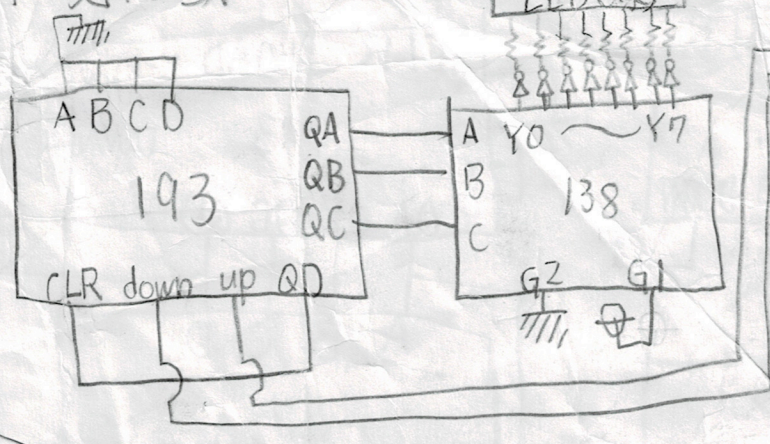 A B C D
193
QA
QB
QC
CLR down up QD
A Y0 ~ Y7
B
C
138
G2 G1